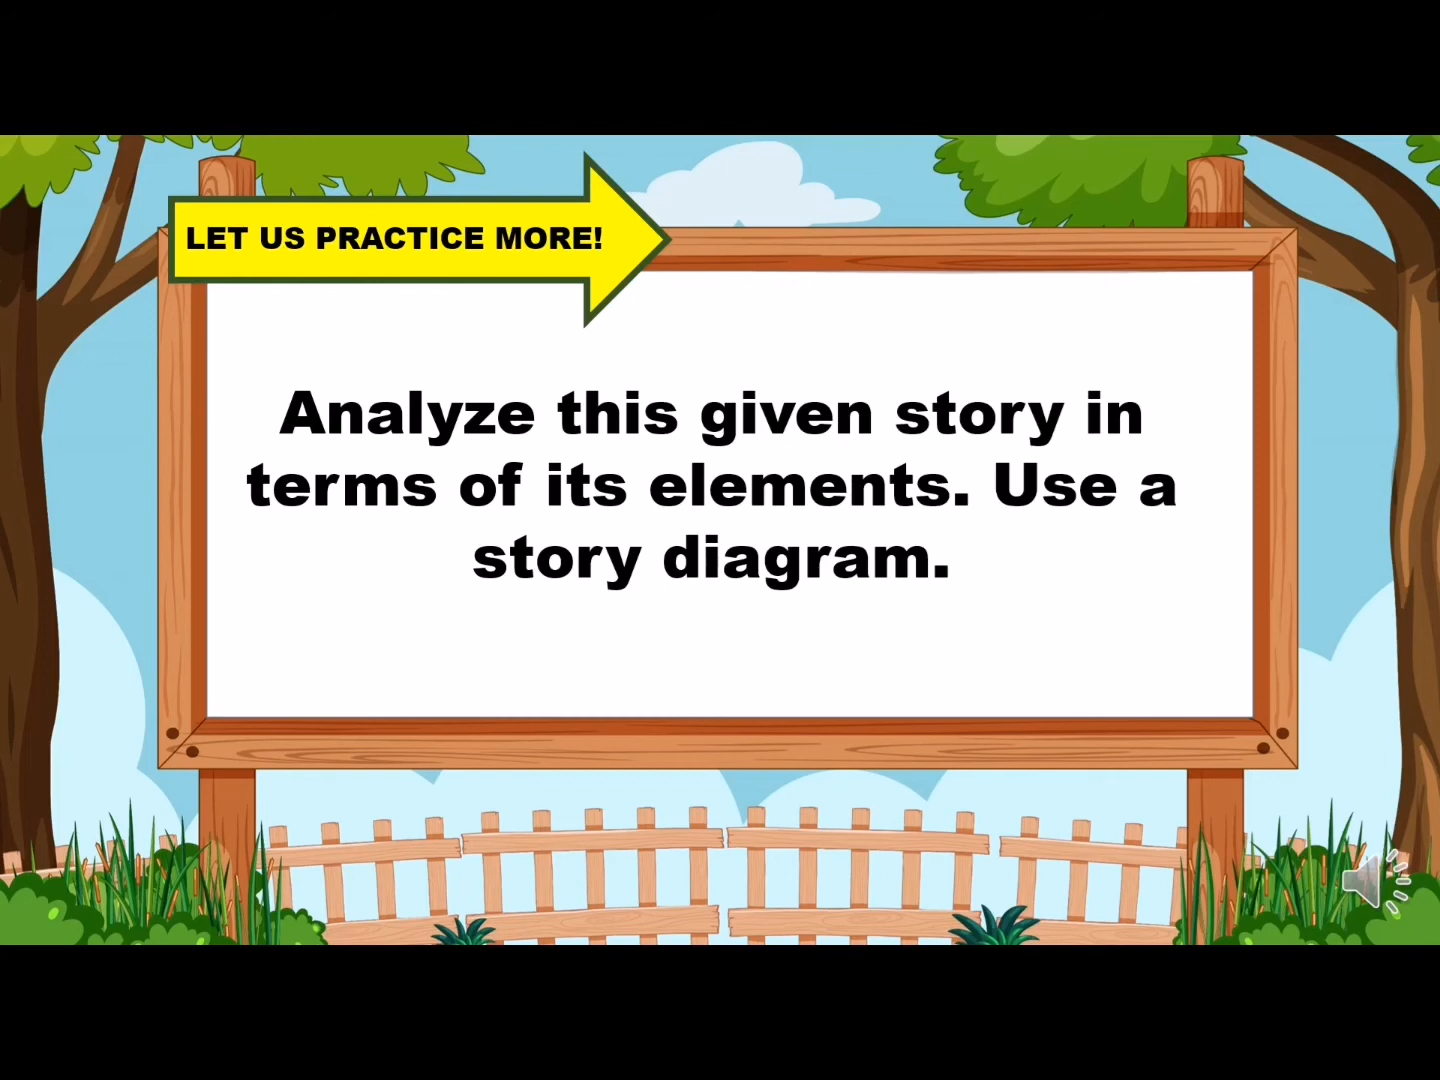 LET US PRACTICE MORE!
Analyze this given story in
terms of its elements. Use a
story diagram.